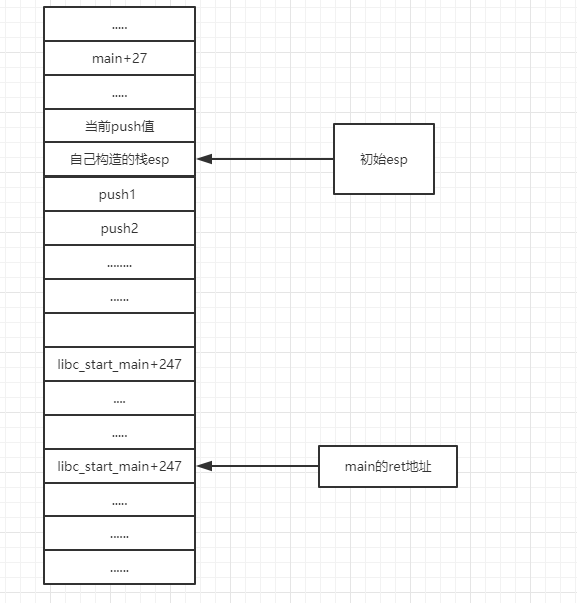 .....
main+27
.....
当前push值
自己构造的栈esp
初始esp
push1
push2
........
......
libc_start_main+247
....
.....
libc_start_main+247
main的ret地址
.....
......
......